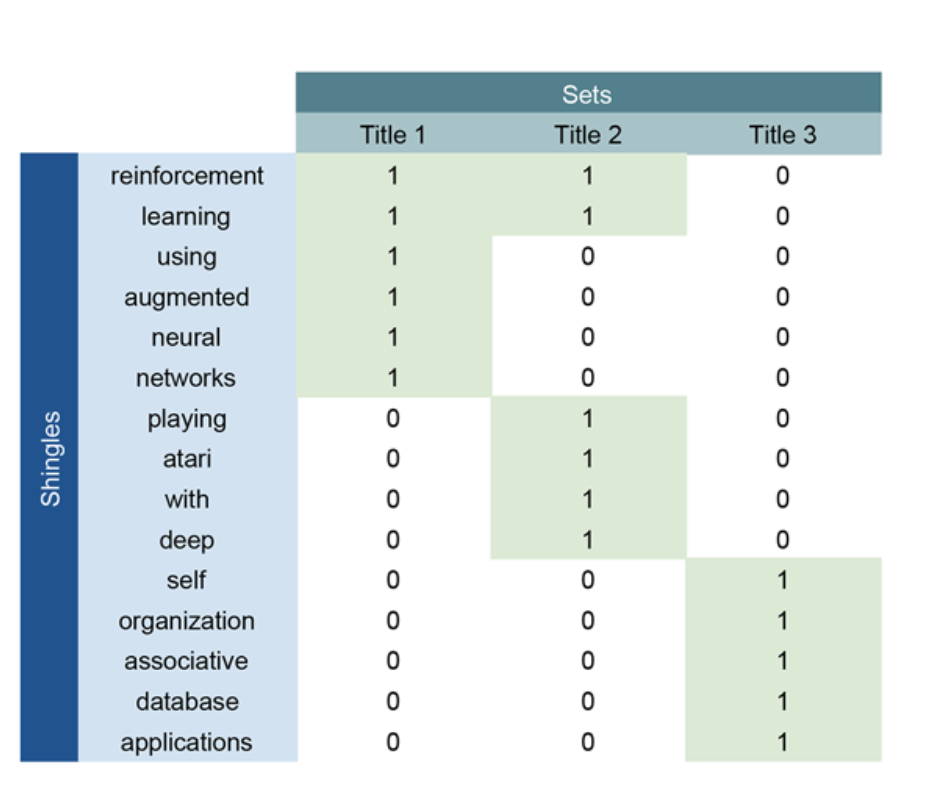 Sets
Title 1 Title 2 Title 3
Shingles
reinforcement 1 1 0
learning 1 1 0
using 1 0 0
augmented 1 0 0
neural 1 0 0
networks 1 0 0
playing 0 1 0
atari 0 1 0
with 0 1 0
deep 0 1 0
self 0 0 1
organization 0 0 1
associative 0 0 1
database 0 0 1
applications 0 0 1